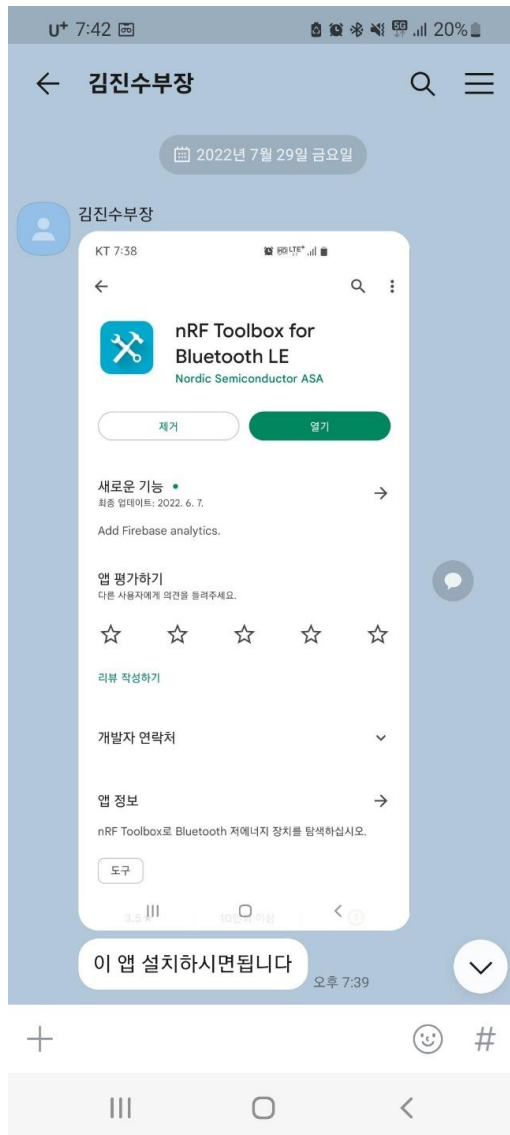 U+ 7:42
5G
20%
김진수부장
2022년 7월 29일 금요일
김진수부장
KT 7:38
LTE+
nRF Toolbox for
Bluetooth LE
Nordic Semiconductor ASA
제거
열기
새로운 기능
최종 업데이트: 2022. 6. 7.
Add Firebase analytics.
앱 평가하기
다른 사용자에게 의견을 들려주세요.
리뷰 작성하기
개발자 연락처
앱 정보
nRF Toolbox로 Bluetooth 저에너지 장치를 탐색하십시오.
도구
3.5
이상
이 앱 설치하시면됩니다
오후 7:39
#